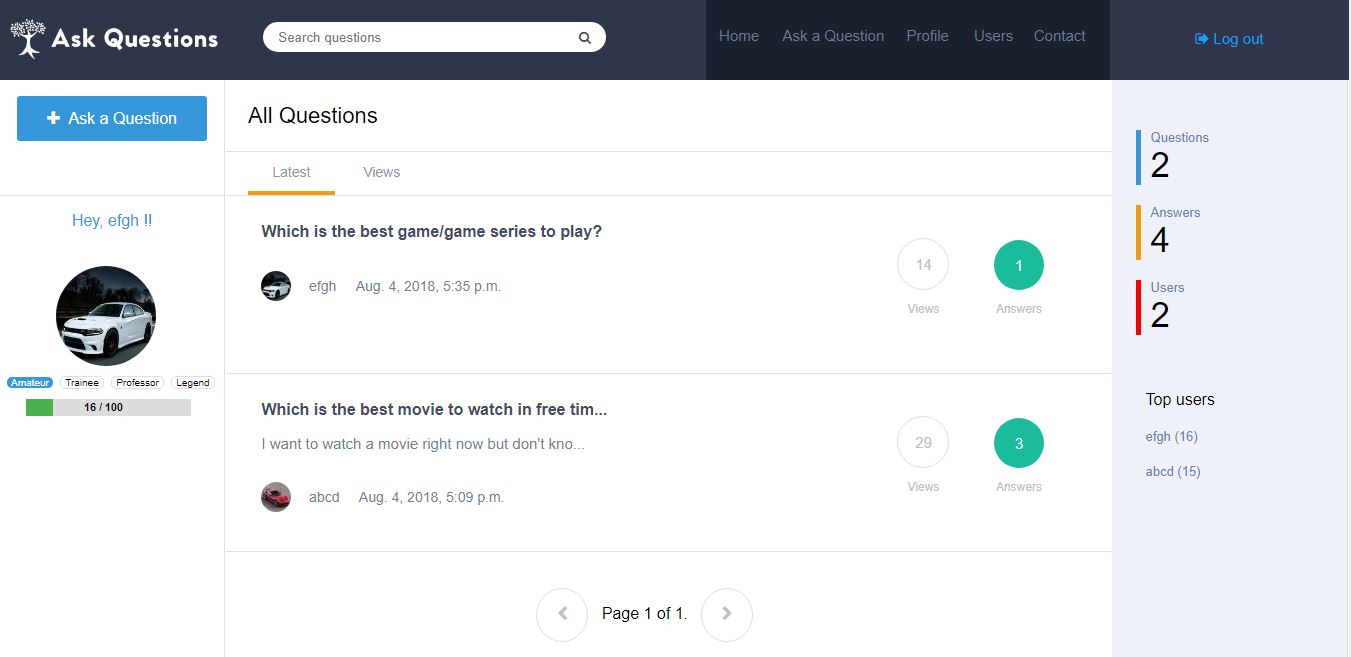 Ask Questions
Search questions
Home Ask a Question Profile Users Contact
Log out
Ask a Question
Hey, efgh !!
Amateur Trainee Professor Legend
16 / 100
All Questions
Latest Views
Which is the best game/game series to play?
efgh Aug. 4, 2018, 5:35 p.m.
14
Views
1
Answers
Which is the best movie to watch in free tim...
I want to watch a movie right now but don't kno...
abcd Aug. 4, 2018, 5:09 p.m.
29
Views
3
Answers
Page 1 of 1.
Questions
2
Answers
4
Users
2
Top users
efgh (16)
abcd (15)